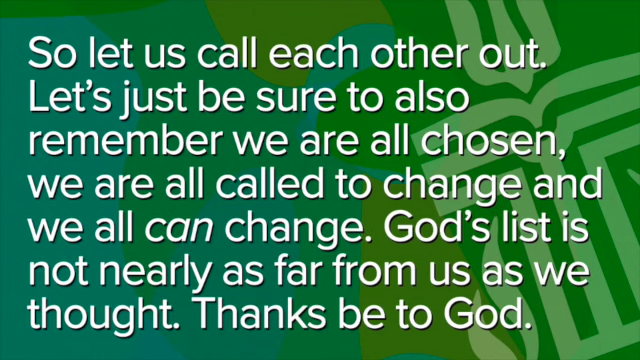 So let us call each other out.
Let’s just be sure to also
remember we are all chosen,
we are all called to change and
we all can change. God’s list is
not nearly as far from us as we
thought. Thanks be to God.